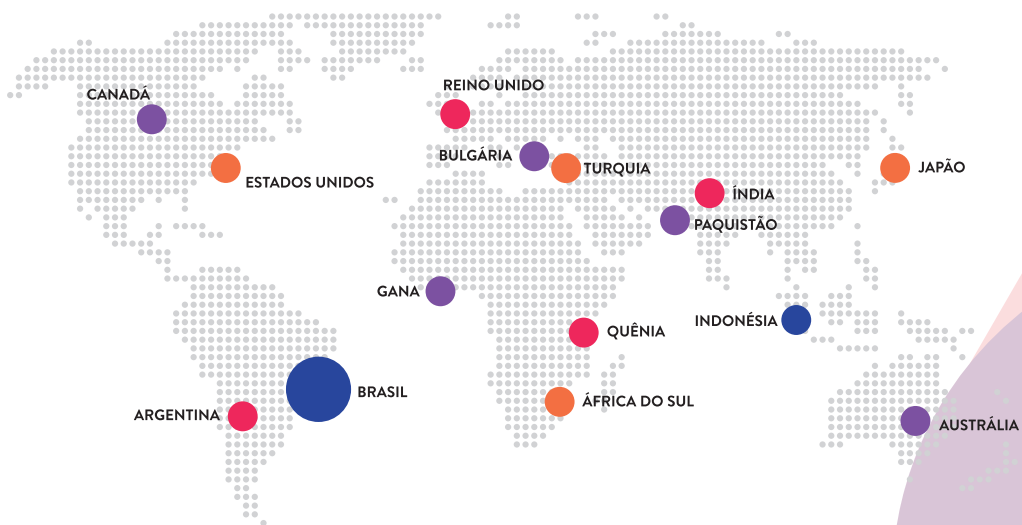 REINO UNIDO
CANADÁ
BULGÁRIA
TURQUIA
JAPÃO
ESTADOS UNIDOS
ÍNDIA
PAQUISTÃO
GANA
INDONÉSIA
QUÊNIA
BRASIL
ÁFRICA DO SUL
ARGENTINA
AUSTRÁLIA